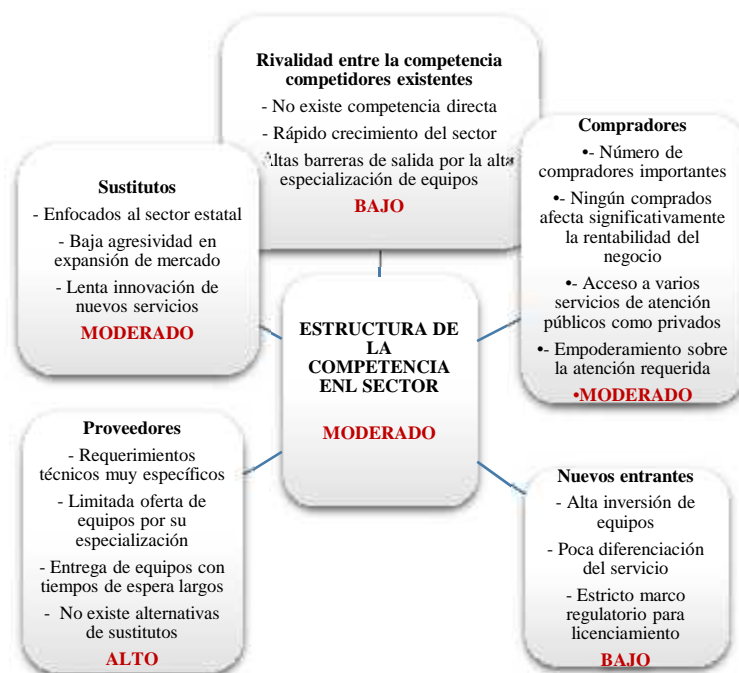 Rivalidad entre la competencia
competidores existentes
- No existe competencia directa
- Rápido crecimiento del sector
Altas barreras de salida por la alta
especialización de equipos
BAJO
Sustitutos
- Enfocados al sector estatal
- Baja agresividad en
expansión de mercado
- Lenta innovación de
nuevos servicios
MODERADO
Compradores
•- Número de
compradores importantes
•- Ningún comprados
afecta significativamente
la rentabilidad del
negocio
•- Acceso a varios
servicios de atención
públicos como privados
•- Empoderamiento sobre
la atención requerida
•MODERADO
ESTRUCTURA DE
LA
COMPETENCIA
ENL SECTOR
MODERADO
Proveedores
- Requerimientos
técnicos muy específicos
- Limitada oferta de
equipos por su
especialización
- Entrega de equipos con
tiempos de espera largos
- No existe alternativas
de sustitutos
ALTO
Nuevos entrantes
- Alta inversión de
equipos
- Poca diferenciación
del servicio
- Estricto marco
regulatorio para
licenciamiento
BAJO